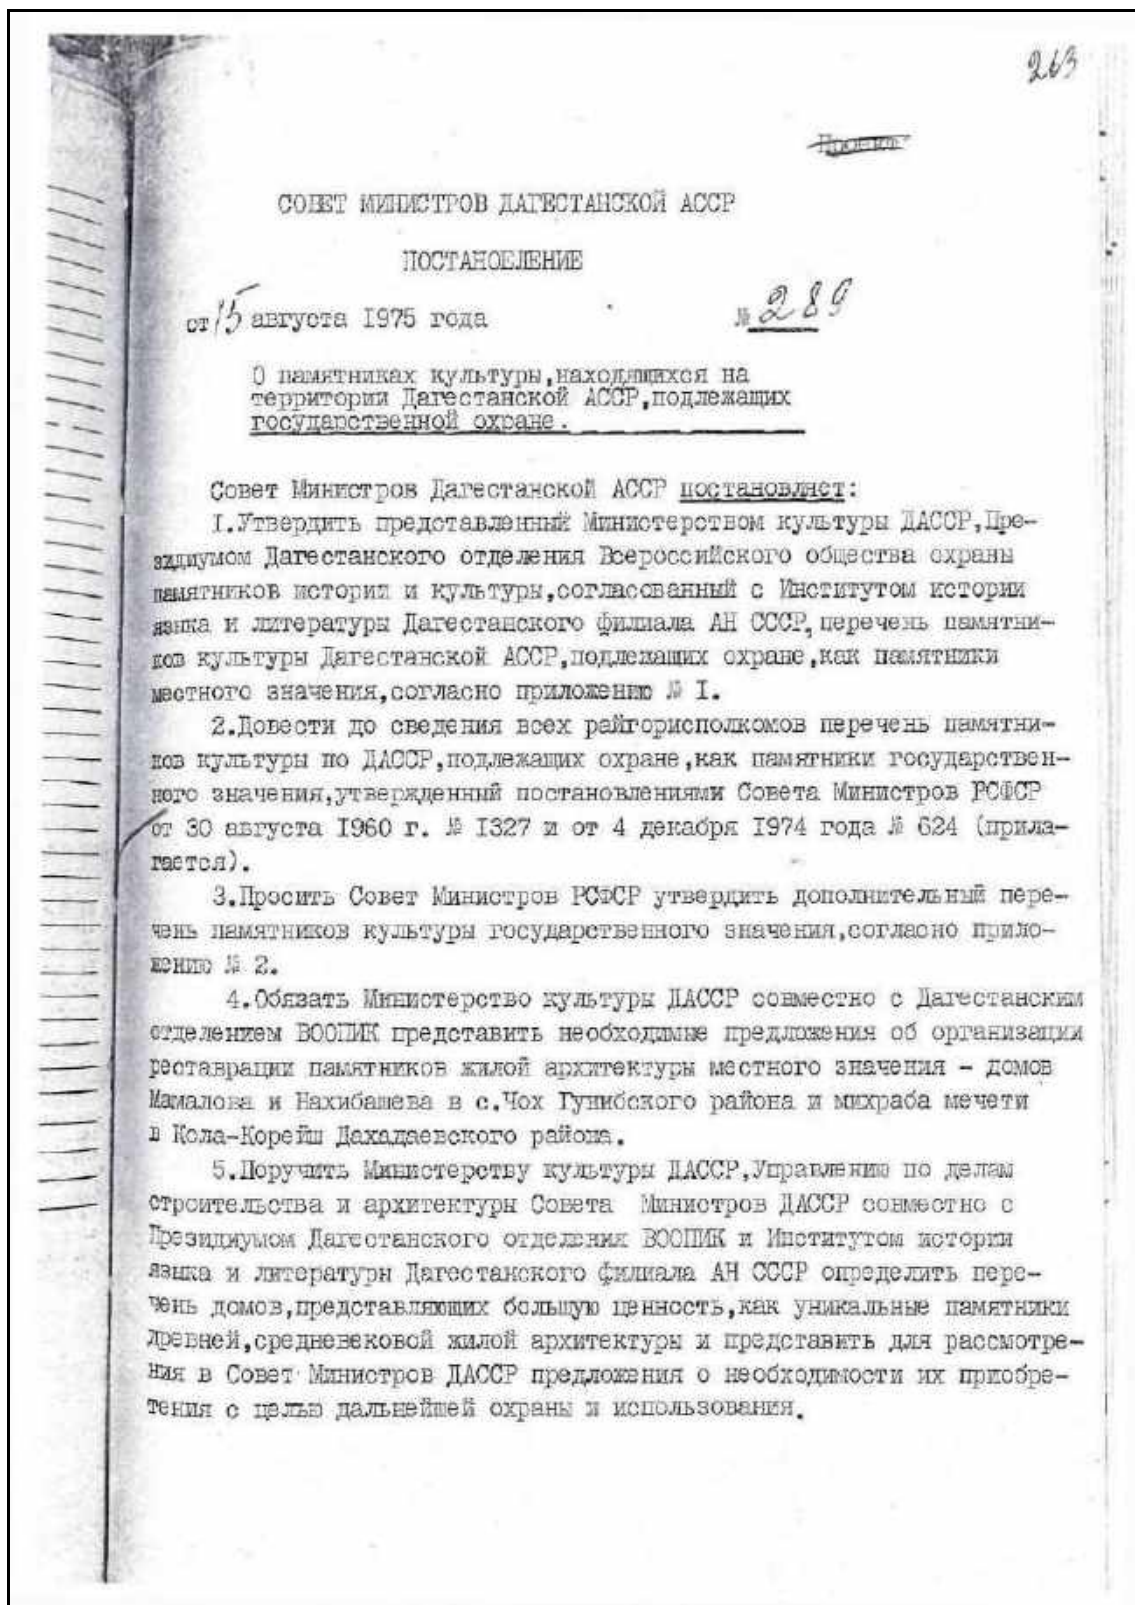 263
Проект
СОВЕТ МИНИСТРОВ ДАГЕСТАНСКОЙ АССР
ПОСТАНОВЛЕНИЕ
от 15 августа 1975 года № 289
О памятниках культуры,находящихся на
территории Дагестанской АССР,подлежащих
государственной охране.
Совет Министров Дагестанской АССР постановляет:
I.Утвердить представленный Министерством культуры ДАССР,Пре-
зидиумом Дагестанского отделения Всероссийского общества охраны
памятников истории и культуры,согласованный с Институтом истории
языка и литературы Дагестанского филиала АН СССР, перечень памятни-
ков культуры Дагестанской АССР,подлежащих охране,как памятники
местного значения,согласно приложению № I.
2.Довести до сведения всех райгорисполкомов перечень памятни-
ков культуры по ДАССР,подлежащих охране,как памятники государствен-
ного значения,утвержденный постановлениями Совета Министров РСФСР
от 30 августа I960 г. № I327 и от 4 декабря I974 года № 624 (прила-
гается).
3.Просить Совет Министров РСФСР утвердить дополнительный пере-
чень памятников культуры государственного значения,согласно прило-
жению № 2.
4.Обязать Министерство культуры ДАССР совместно с Дагестанским
отделением ВООПИК представить необходимые предложения об организации
реставрации памятников жилой архитектуры местного значения - домов
Мамалова и Нахибашева в с.Чох Гунибского района и михраба мечети
в Кола-Корейш Дахадаевского района.
5.Поручить Министерству культуры ДАССР,Управлению по делам
строительства и архитектуры Совета Министров ДАССР совместно с
Президиумом Дагестанского отделения ВООПИК и Институтом истории
языка и литературы Дагестанского филиала АН СССР определить пере-
чень домов,представляющих большую ценность,как уникальные памятники
древней,средневековой жилой архитектуры и представить для рассмотре-
ния в Совет Министров ДАССР предложения о необходимости их приобре-
тения с целью дальнейшей охраны и использования.